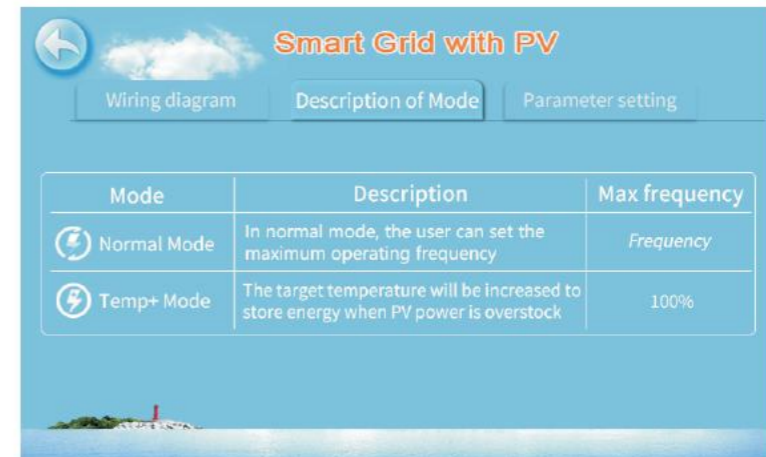 Smart Grid with PV
Wiring diagram
Description of Mode
Parameter setting
Mode
Description
Max frequency
Normal Mode
In normal mode, the user can set the
maximum operating frequency
Frequency
Temp+ Mode
The target temperature will be increased to
store energy when PV power is overstock
100%